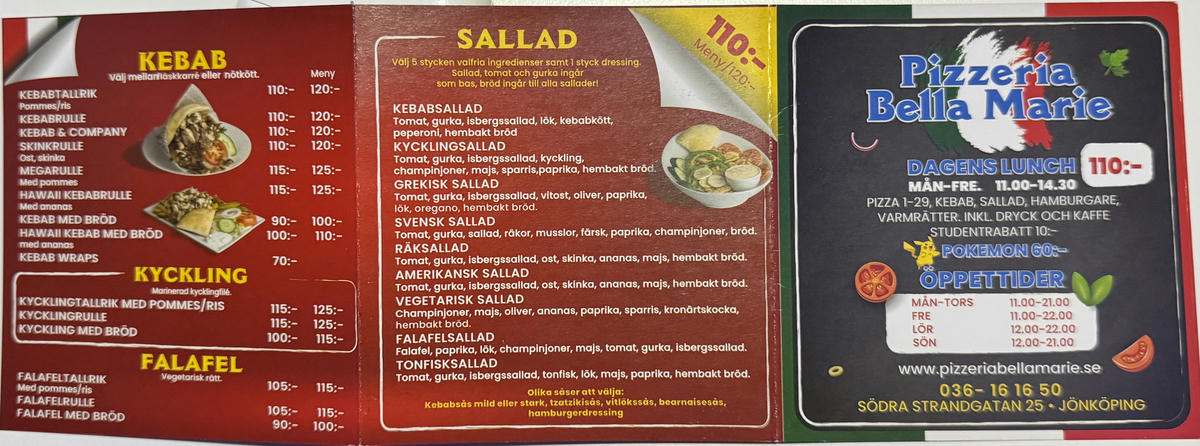 KEBAB
Välj mellanfläskkarré eller nötkött.
Meny
KEBABTALLRIK 110:- 120:-
Pommes/ris
KEBABRULLE 110:- 120:-
KEBAB & COMPANY 110:- 120:-
SKINKRULLE 110:- 120:-
Ost, skinka
MEGARULLE 115:- 125:-
Med pommes
HAWAII KEBABRULLE 115:- 125:-
Med ananas
KEBAB MED BRÖD 90:- 100:-
HAWAII KEBAB MED BRÖD 100:- 110:-
med ananas
KEBAB WRAPS 70:-
KYCKLING
Marinerad kycklingfilé.
KYCKLINGTALLRIK MED POMMES/RIS 115:- 125:-
KYCKLINGRULLE 115:- 125:-
KYCKLING MED BRÖD 100:- 115:-
FALAFEL
Vegetarisk rätt.
FALAFELTALLRIK 105:- 115:-
Med pommes/ris
FALAFELRULLE 105:- 115:-
FALAFEL MED BRÖD 90:- 100:-
SALLAD
Välj 5 stycken valfria ingredienser samt 1 styck dressing.
Sallad, tomat och gurka ingår
som bas, bröd ingår till alla sallader!
110:-
Meny/120:-
KEBABSALLAD
Tomat, gurka, isbergssallad, lök, kebabkött,
peperoni, hembakt bröd
KYCKLINGSALLAD
Tomat, gurka, isbergssallad, kyckling,
champinjoner, majs, sparris,paprika, hembakt bröd.
GREKISK SALLAD
Tomat, gurka, isbergssallad, vitost, oliver, paprika,
lök, oregano, hembakt bröd.
SVENSK SALLAD
Tomat, gurka, sallad, räkor, musslor, färsk, paprika, champinjoner, bröd.
RÄKSALLAD
Tomat, gurka, isbergssallad, ost, skinka, ananas, majs, hembakt bröd.
AMERIKANSK SALLAD
Tomat, gurka, isbergssallad, ost, skinka, ananas, majs, hembakt bröd.
VEGETARISK SALLAD
Champinjoner, majs, oliver, ananas, paprika, sparris, kronärtskocka,
hembakt bröd.
FALAFELSALLAD
Falafel, paprika, lök, champinjoner, majs, tomat, gurka, isbergssallad.
TONFISKSALLAD
Tomat, gurka, isbergssallad, tonfisk, lök, majs, paprika, hembakt bröd.
Olika såser att välja:
Kebabsås mild eller stark, tzatzikisås, vitlökssås, bearnaisesås,
hamburgerdressing
Pizzeria
Bella Marie
DAGENS LUNCH 110:-
MÅN-FRE. 11.00-14.30
PIZZA 1-29, KEBAB, SALLAD, HAMBURGARE,
VARMRÄTTER. INKL. DRYCK OCH KAFFE
STUDENTRABATT 10:-
POKEMON 60:-
ÖPPETTIDER
MÅN-TORS 11.00-21.00
FRE 11.00-22.00
LÖR 12.00-22.00
SÖN 12.00-21.00
www.pizzeriabellamarie.se
036- 16 16 50
SÖDRA STRANDGATAN 25 • JÖNKÖPING